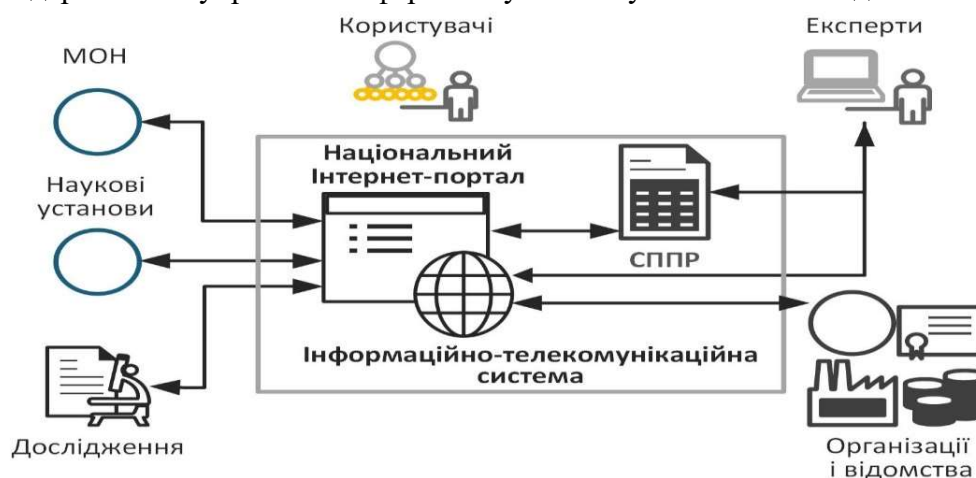 Користувачі
Експерти
МОН
Національний
Інтернет-портал
Наукові
установи
СППР
Інформаційно-телекомунікаційна
система
Дослідження
Організації
і відомства